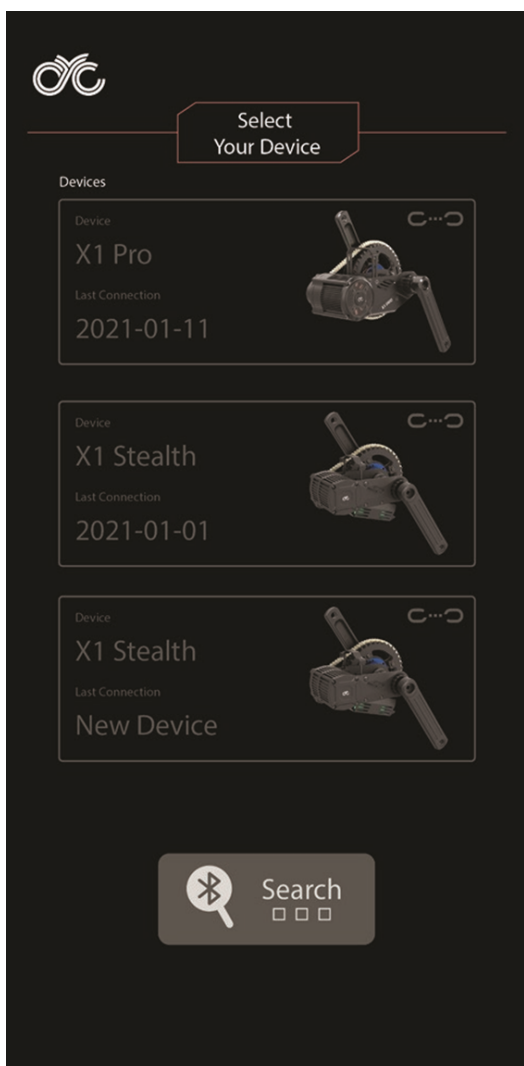 CYC
Select
Your Device
Devices
Device
X1 Pro
Last Connection
2021-01-11
Device
X1 Stealth
Last Connection
2021-01-01
Device
X1 Stealth
Last Connection
New Device
Search